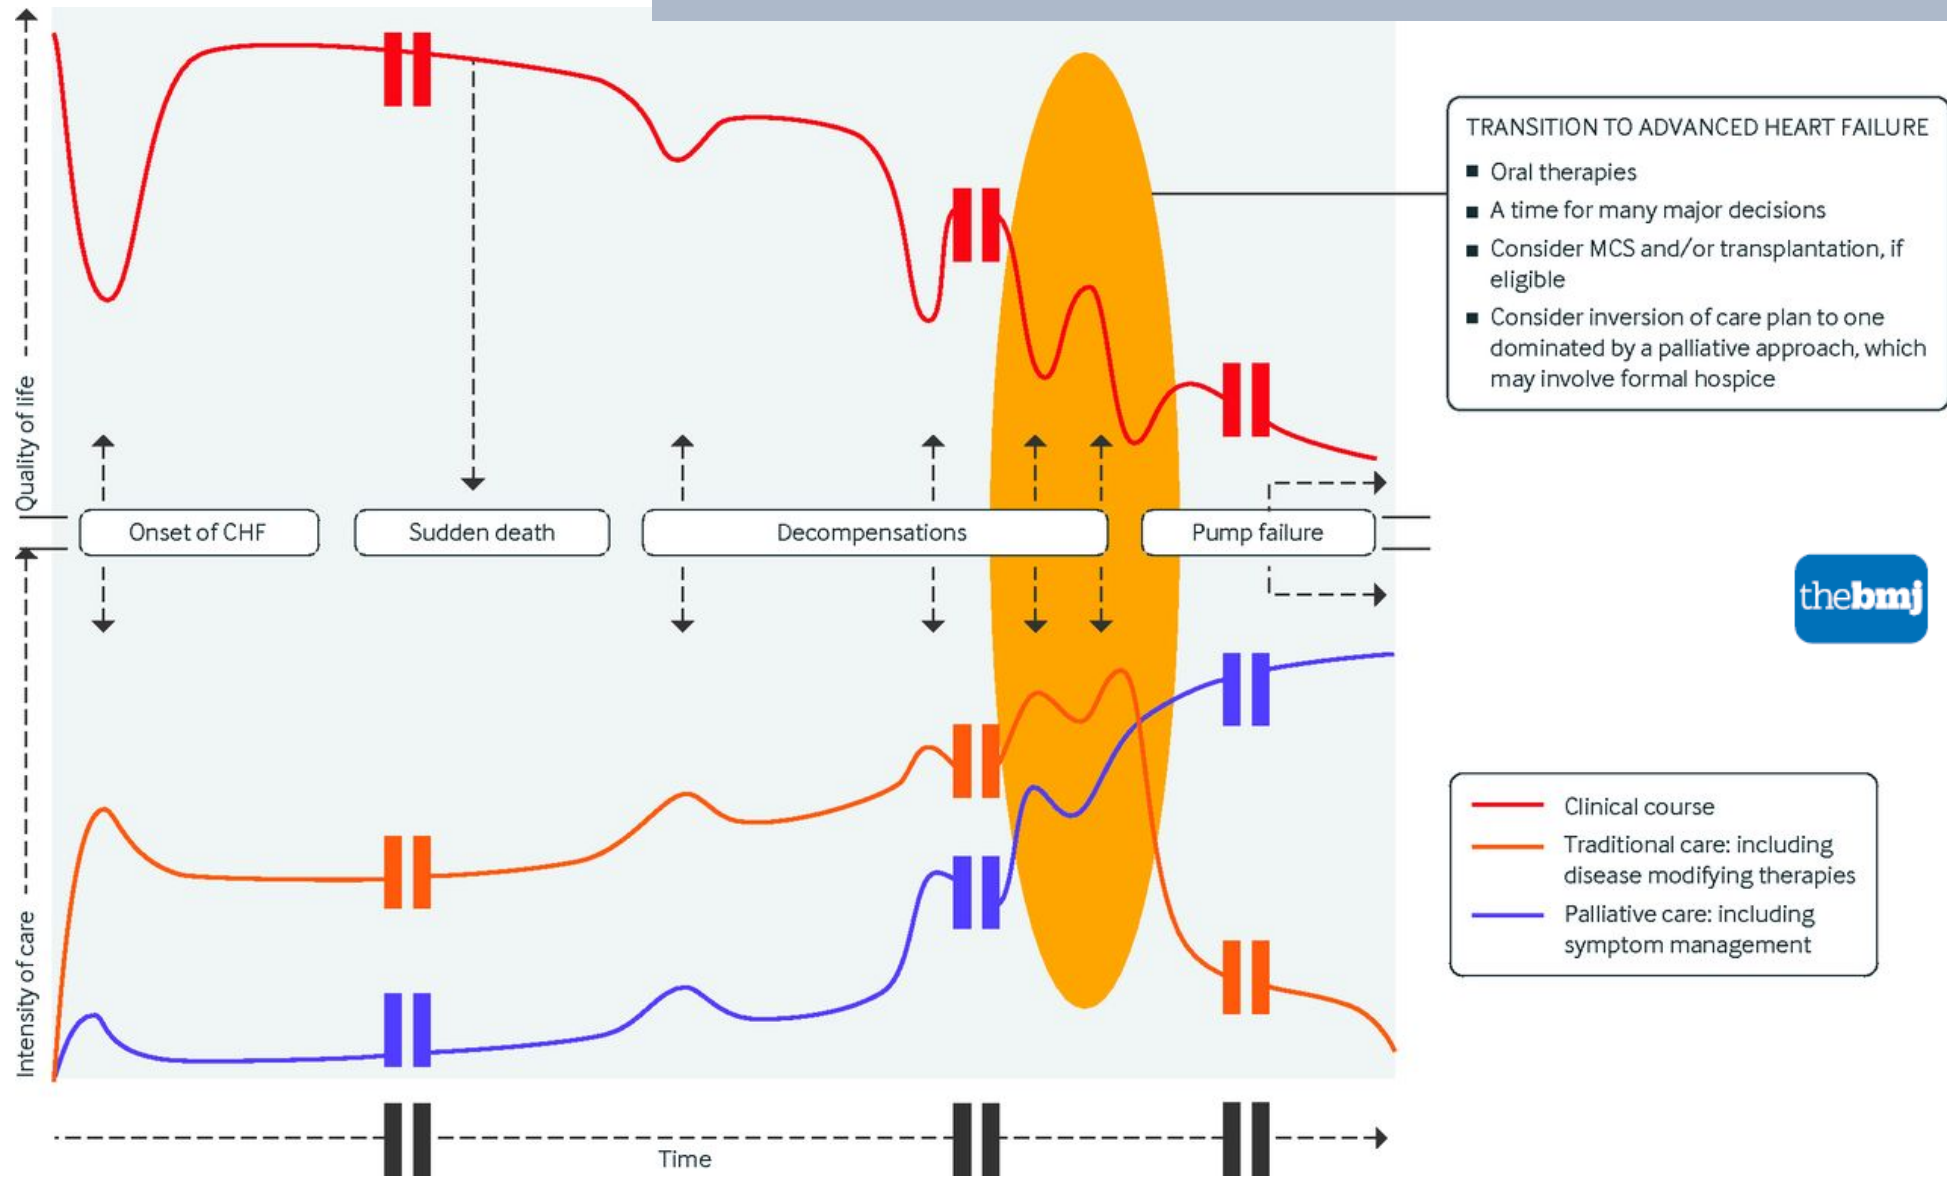 Quality of life
Intensity of care
TRANSITION TO ADVANCED HEART FAILURE
■ Oral therapies
■ A time for many major decisions
■ Consider MCS and/or transplantation, if
eligible
■ Consider inversion of care plan to one
dominated by a palliative approach, which
may involve formal hospice
Onset of CHF
Sudden death
Decompensations
Pump failure
thebmj
Clinical course
Traditional care: including
disease modifying therapies
Palliative care: including
symptom management
Time